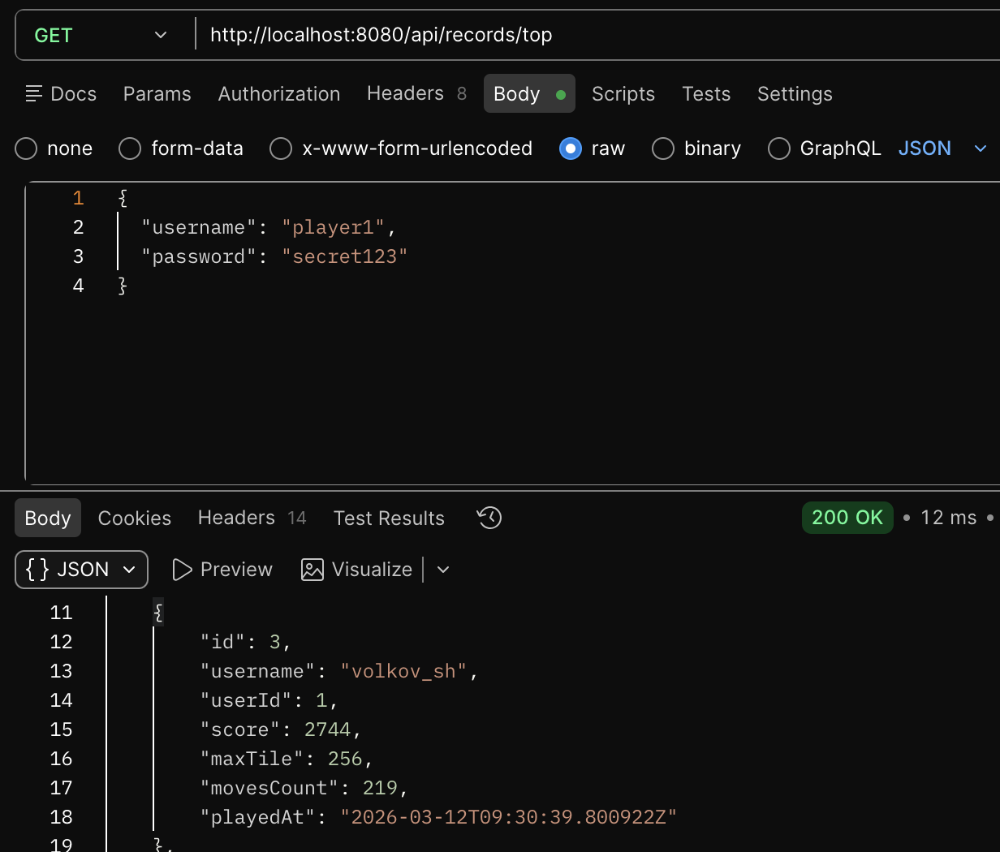 GET http://localhost:8080/api/records/top
Docs Params Authorization Headers 8 Body Scripts Tests Settings
none form-data x-www-form-urlencoded raw binary GraphQL JSON
1 {
2 "username": "player1",
3 "password": "secret123"
4 }
Body Cookies Headers 14 Test Results 200 OK • 12 ms •
{ } JSON Preview Visualize
11 {
12 "id": 3,
13 "username": "volkov_sh",
14 "userId": 1,
15 "score": 2744,
16 "maxTile": 256,
17 "movesCount": 219,
18 "playedAt": "2026-03-12T09:30:39.800922Z"
19 },